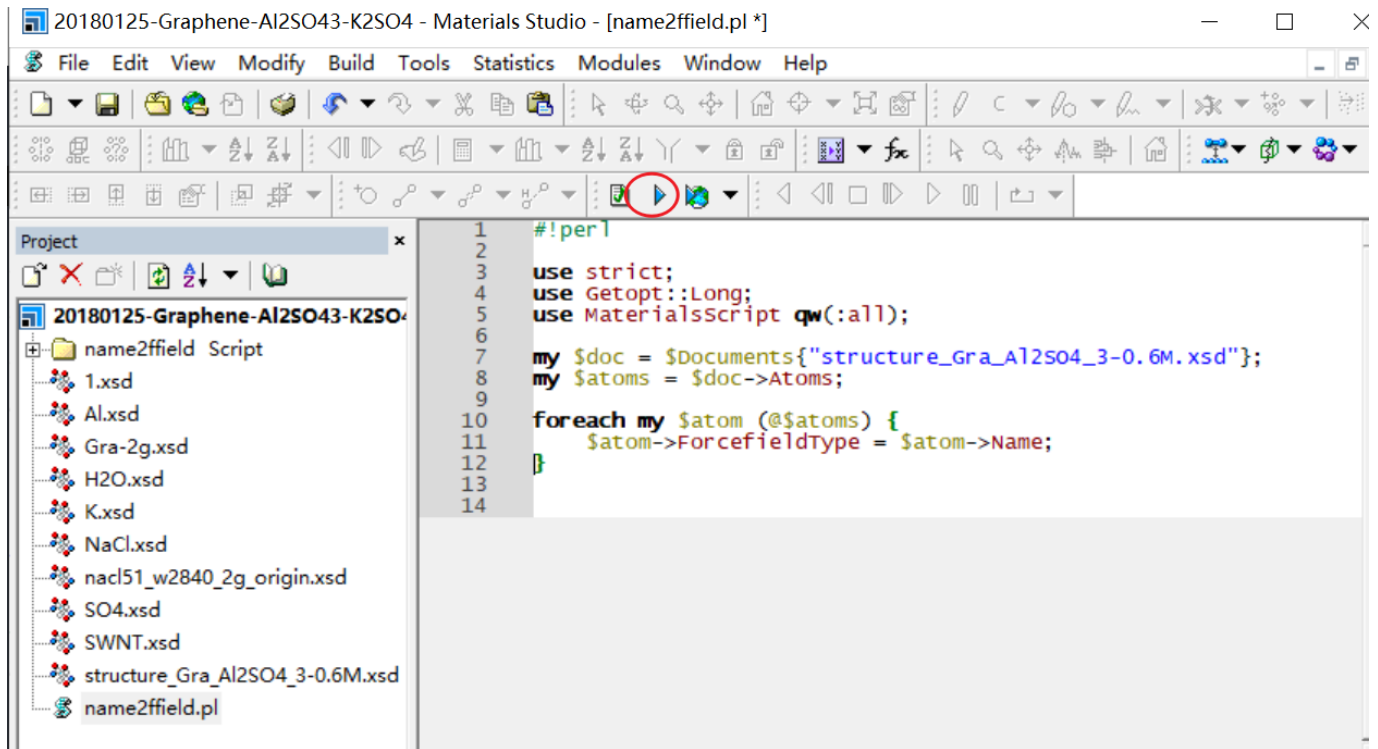 20180125-Graphene-Al2SO43-K2SO4 - Materials Studio - [name2ffield.pl *]
File Edit View Modify Build Tools Statistics Modules Window Help
Project
20180125-Graphene-Al2SO43-K2SO4
name2ffield Script
1.xsd
Al.xsd
Gra-2g.xsd
H2O.xsd
K.xsd
NaCl.xsd
nacl51_w2840_2g_origin.xsd
SO4.xsd
SWNT.xsd
structure_Gra_Al2SO4_3-0.6M.xsd
name2ffield.pl
1 #!perl
2
3 use strict;
4 use Getopt::Long;
5 use MaterialsScript qw(:all);
6
7 my $doc = $Documents{"structure_Gra_Al2SO4_3-0.6M.xsd"};
8 my $atoms = $doc->Atoms;
9
10 foreach my $atom (@$atoms) {
11 $atom->ForcefieldType = $atom->Name;
12 }
13
14